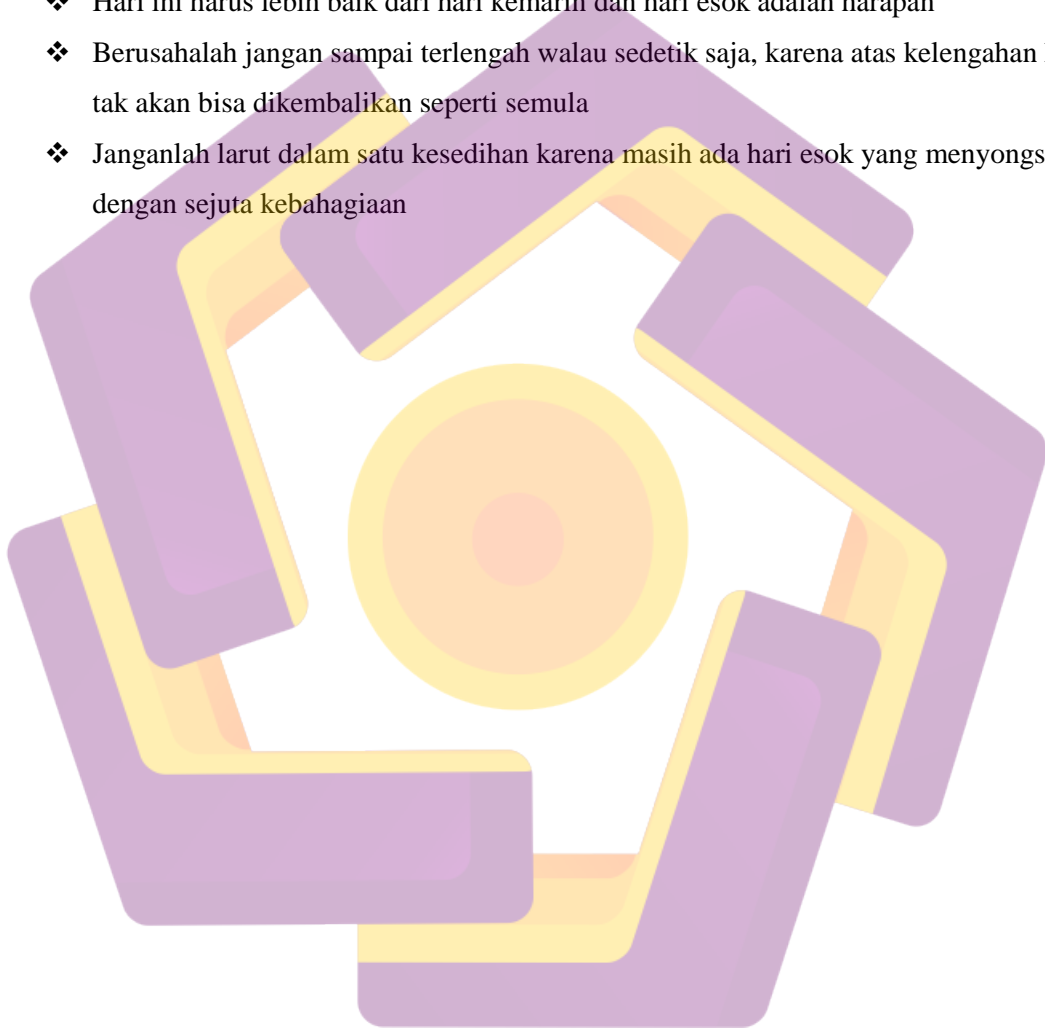 ❖ Hari ini harus lebih baik dari hari kemarin dan hari esok adalah harapan
❖ Berusahalah jangan sampai terlengah walau sedetik saja, karena atas kelengahan
tak akan bisa dikembalikan seperti semula
❖ Janganlah larut dalam satu kesedihan karena masih ada hari esok yang menyongs
dengan sejuta kebahagiaan